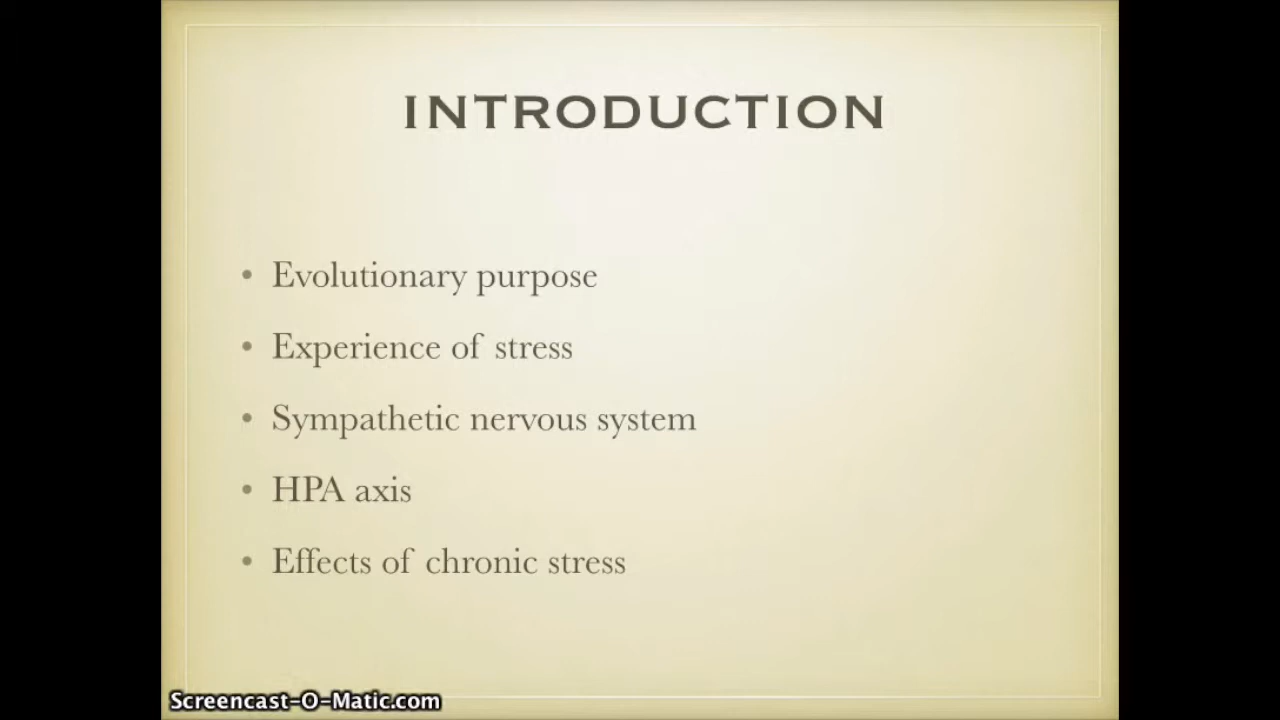 INTRODUCTION
• Evolutionary purpose
• Experience of stress
• Sympathetic nervous system
• HPA axis
• Effects of chronic stress
Screencast-O-Matic.com